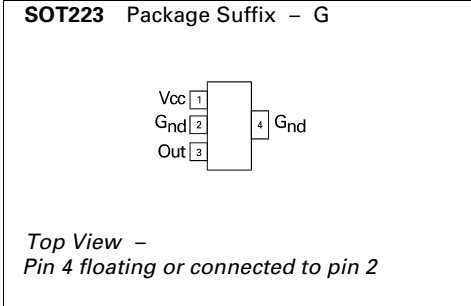 SOT223 Package Suffix – G
Vcc 1
Gnd 2
4 Gnd
Out 3
Top View –
Pin 4 floating or connected to pin 2